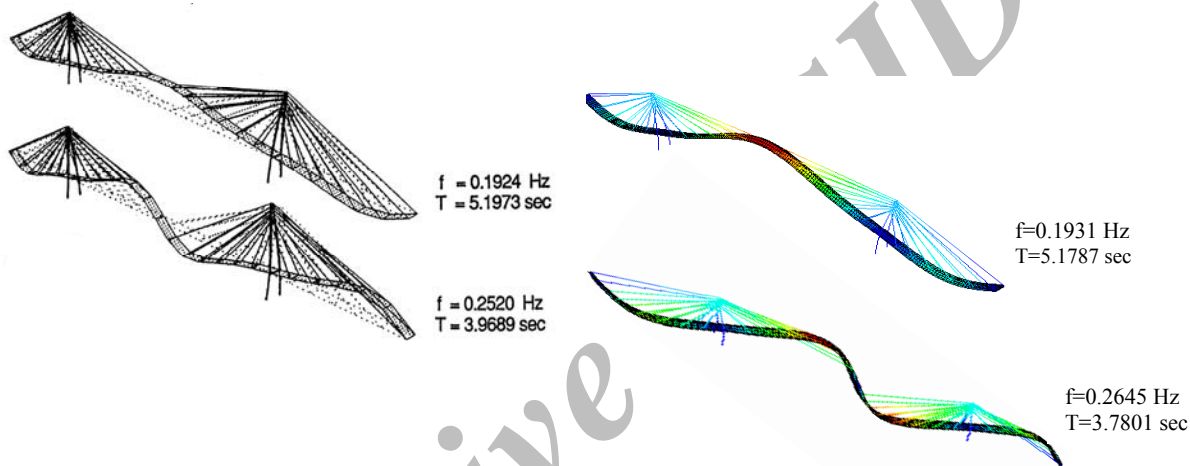 f = 0.1924 Hz
T = 5.1973 sec
f = 0.2520 Hz
T = 3.9689 sec
f=0.1931 Hz
T=5.1787 sec
f=0.2645 Hz
T=3.7801 sec